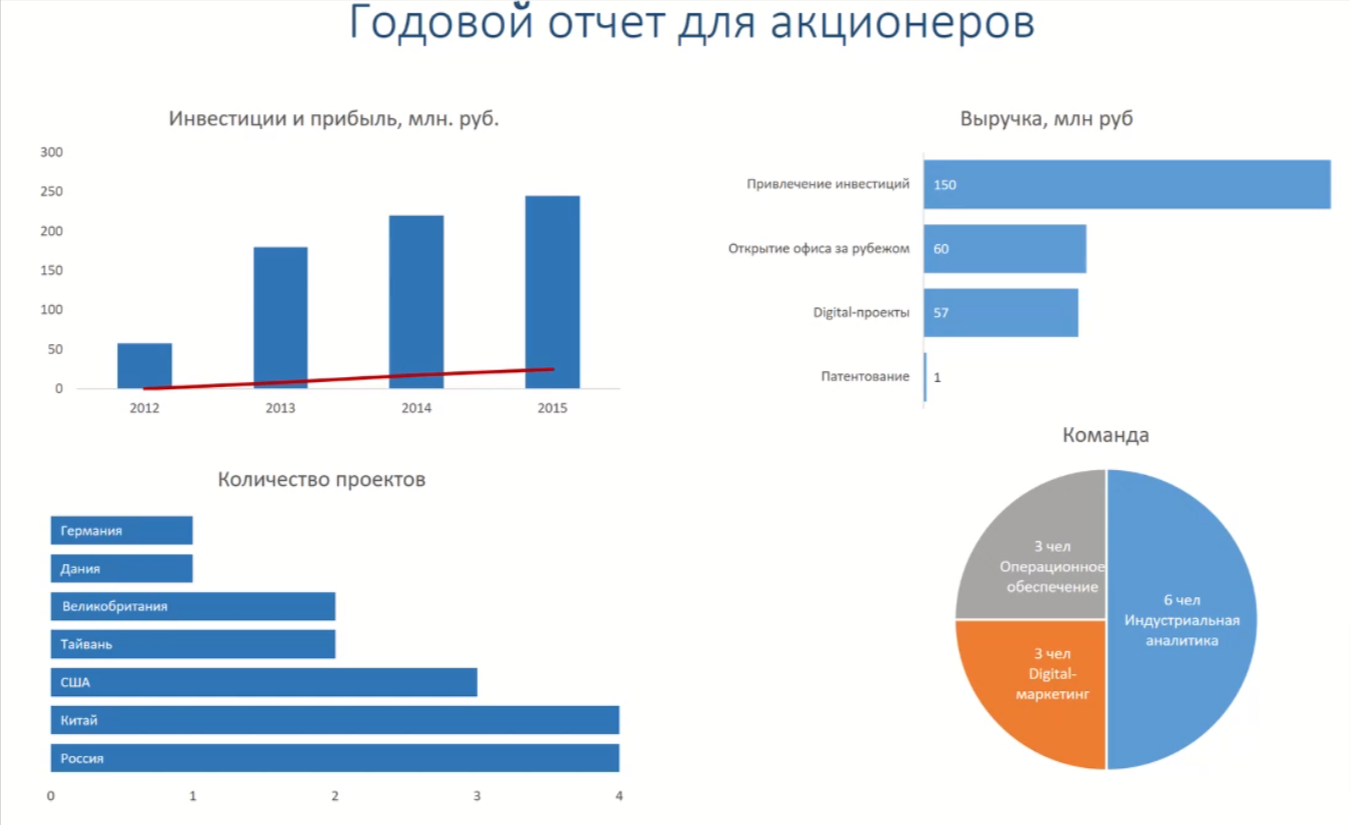 Годовой отчет для акционеров
Инвестиции и прибыль, млн. руб.
300
250
200
150
100
50
0
2012 2013 2014 2015
Выручка, млн руб
Привлечение инвестиций 150
Открытие офиса за рубежом 60
Digital-проекты 57
Патентование 1
Количество проектов
Германия
Дания
Великобритания
Тайвань
США
Китай
Россия
0 1 2 3 4
Команда
3 чел
Операционное
обеспечение
6 чел
Индустриальная
аналитика
3 чел
Digital-
маркетинг